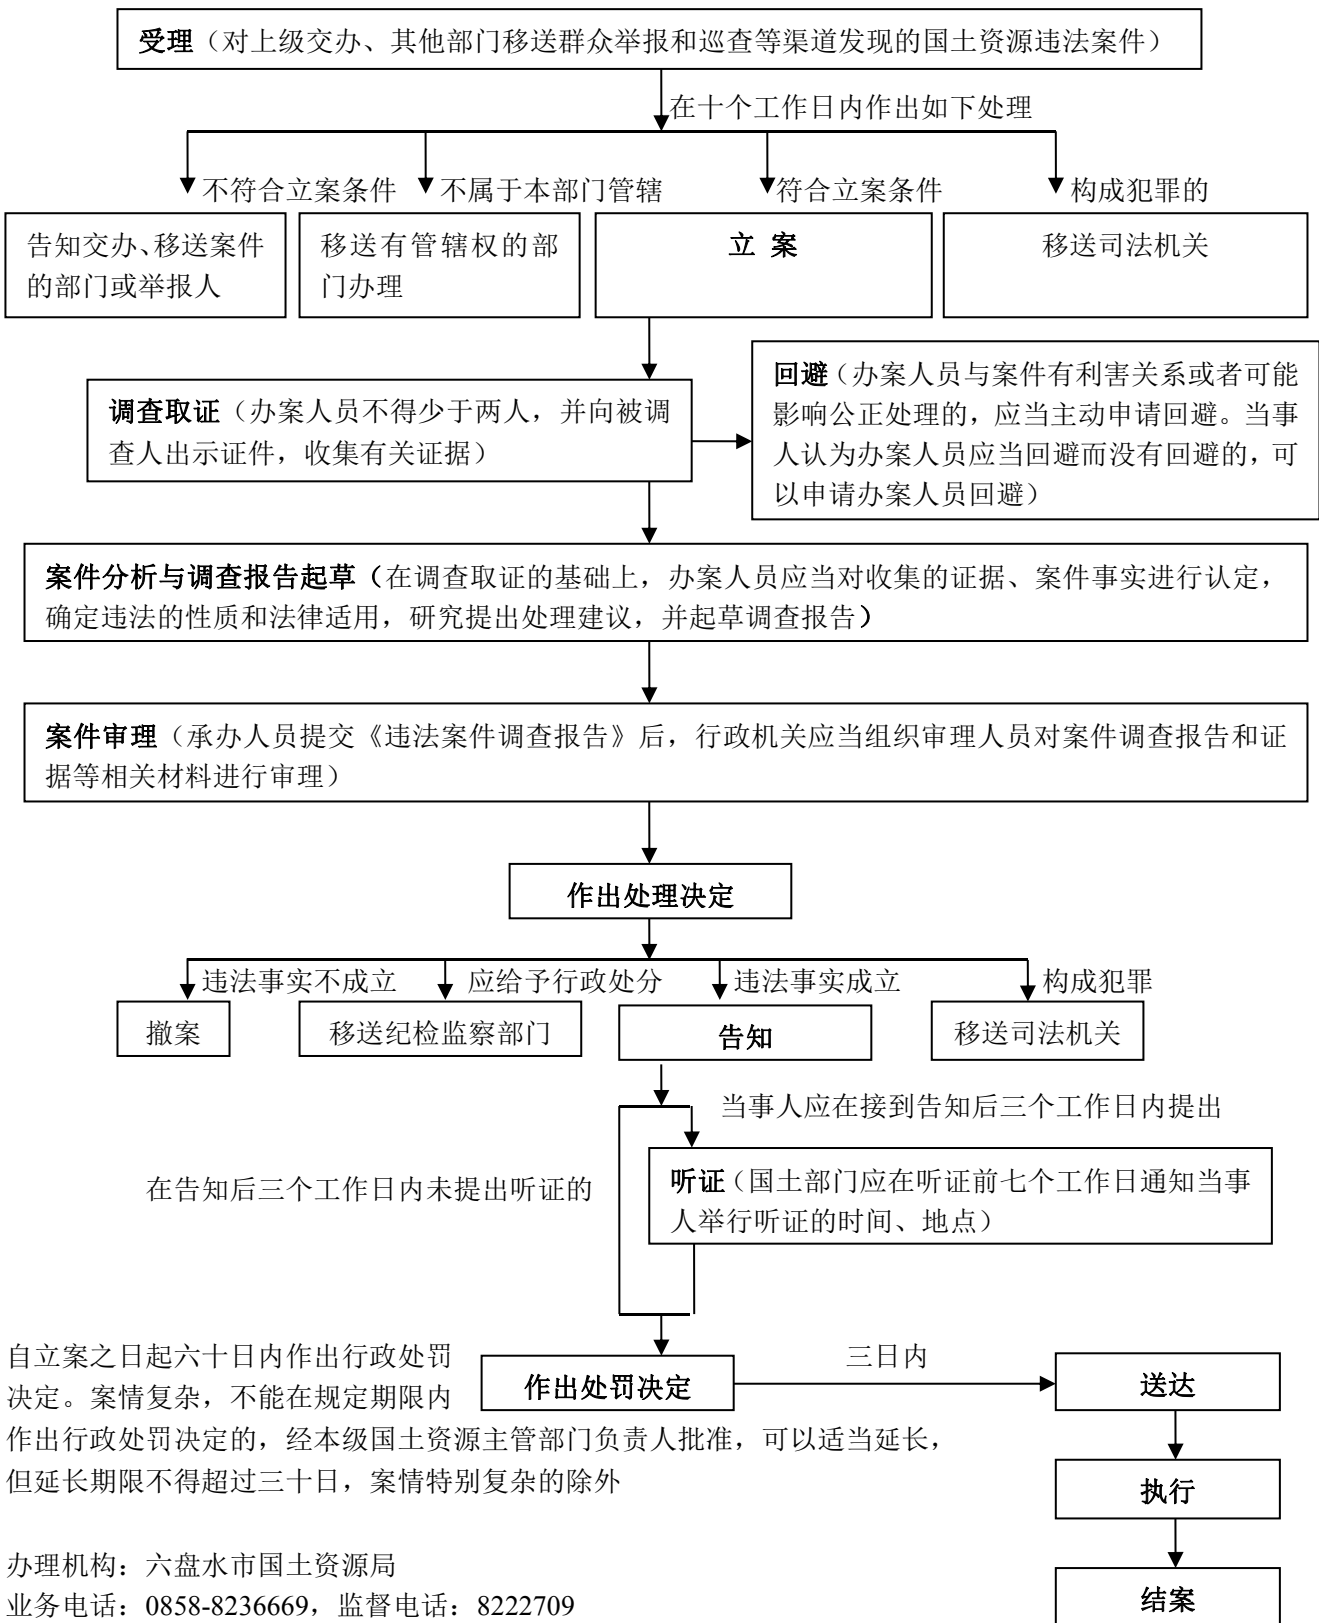 受理（对上级交办、其他部门移送群众举报和巡查等渠道发现的国土资源违法案件）
在十个工作日内作出如下处理
不符合立案条件
不属于本部门管辖
符合立案条件
构成犯罪的
告知交办、移送案件
的部门或举报人
移送有管辖权的部
门办理
立 案
移送司法机关
调查取证（办案人员不得少于两人，并向被调
查人出示证件，收集有关证据）
回避（办案人员与案件有利害关系或者可能
影响公正处理的，应当主动申请回避。当事
人认为办案人员应当回避而没有回避的，可
以申请办案人员回避）
案件分析与调查报告起草（在调查取证的基础上，办案人员应当对收集的证据、案件事实进行认定，
确定违法的性质和法律适用，研究提出处理建议，并起草调查报告）
案件审理（承办人员提交《违法案件调查报告》后，行政机关应当组织审理人员对案件调查报告和证
据等相关材料进行审理）
作出处理决定
违法事实不成立
应给予行政处分
违法事实成立
构成犯罪
撤案
移送纪检监察部门
告知
移送司法机关
当事人应在接到告知后三个工作日内提出
在告知后三个工作日内未提出听证的
听证（国土部门应在听证前七个工作日通知当事
人举行听证的时间、地点）
自立案之日起六十日内作出行政处罚
决定。案情复杂，不能在规定期限内
作出行政处罚决定的，经本级国土资源主管部门负责人批准，可以适当延长，
但延长期限不得超过三十日，案情特别复杂的除外
作出处罚决定
三日内
送达
执行
结案
办理机构：六盘水市国土资源局
业务电话：0858-8236669，监督电话：8222709